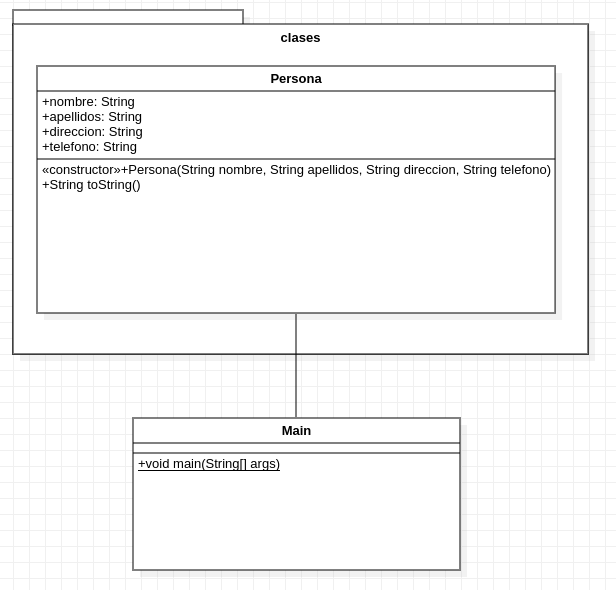 clases
Persona
+nombre: String
+apellidos: String
+direccion: String
+telefono: String
«constructor»+Persona(String nombre, String apellidos, String direccion, String telefono)
+String toString()
Main
+void main(String[] args)